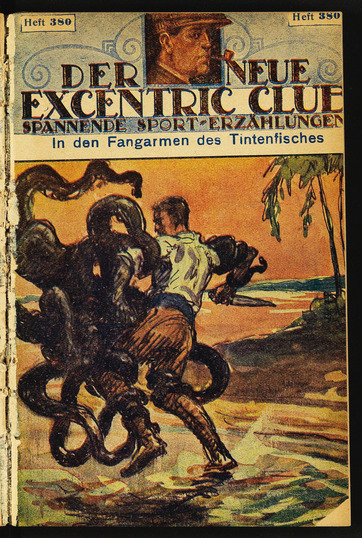 Heft 380
Heft 380
DER NEUE
EXCENTRIC CLUB
SPANNENDE SPORT-ERZÄHLUNGEN
In den Fangarmen des Tintenfisches